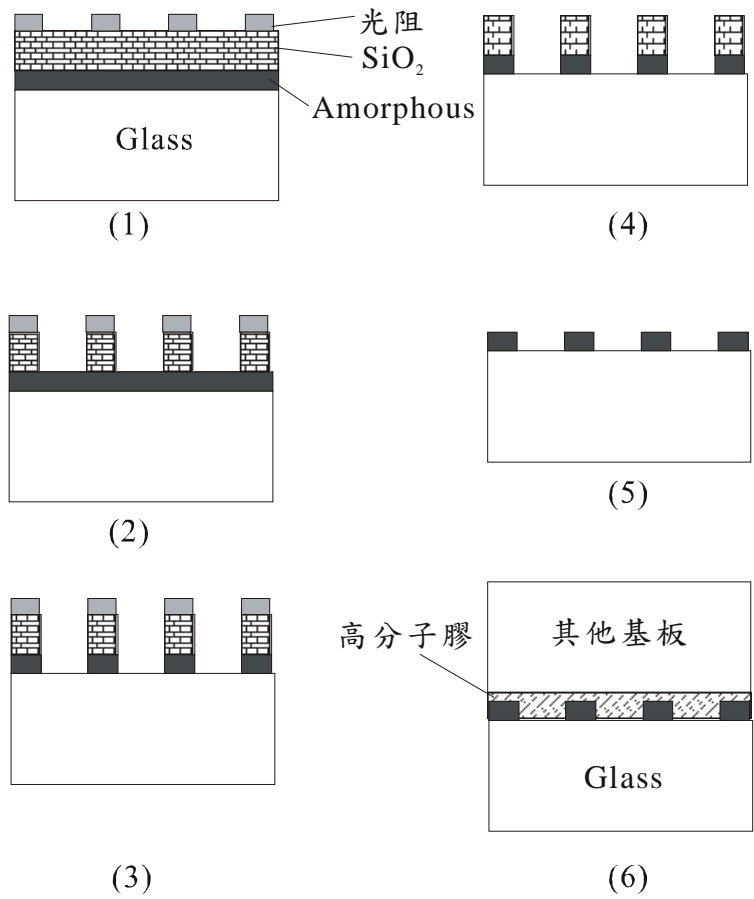 光阻
SiO₂
Amorphous
Glass
(1)
(4)
(2)
(5)
(3)
高分子膠
其他基板
Glass
(6)